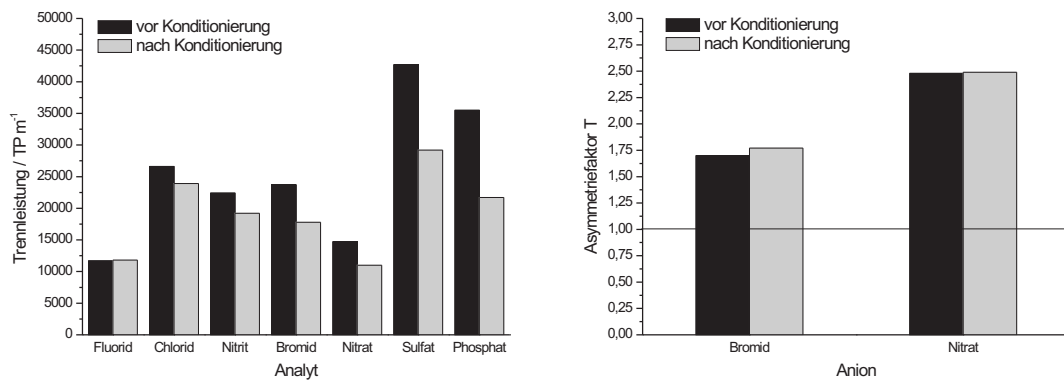 50000
45000
40000
35000
30000
25000
20000
15000
10000
5000
0
Trennleistung / TP m⁻¹
vor Konditionierung
nach Konditionierung
Fluorid Chlorid Nitrit Bromid Nitrat Sulfat Phosphat
Analyt
3,00
2,75
2,50
2,25
2,00
1,75
1,50
1,25
1,00
0,75
0,50
0,25
0,00
Asymmetriefaktor T
vor Konditionierung
nach Konditionierung
Bromid Nitrat
Anion